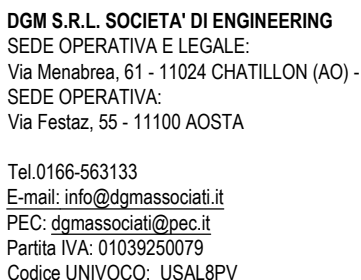 DGM S.R.L. SOCIETA' DI ENGINEERING
SEDE OPERATIVA E LEGALE:
Via Menabrea, 61 - 11024 CHATILLON (AO) -
SEDE OPERATIVA:
Via Festaz, 55 - 11100 AOSTA
Tel.0166-563133
E-mail: info@dgmassociati.it
PEC: dgmassociati@pec.it
Partita IVA: 01039250079
Codice UNIVOCO: USAL8PV